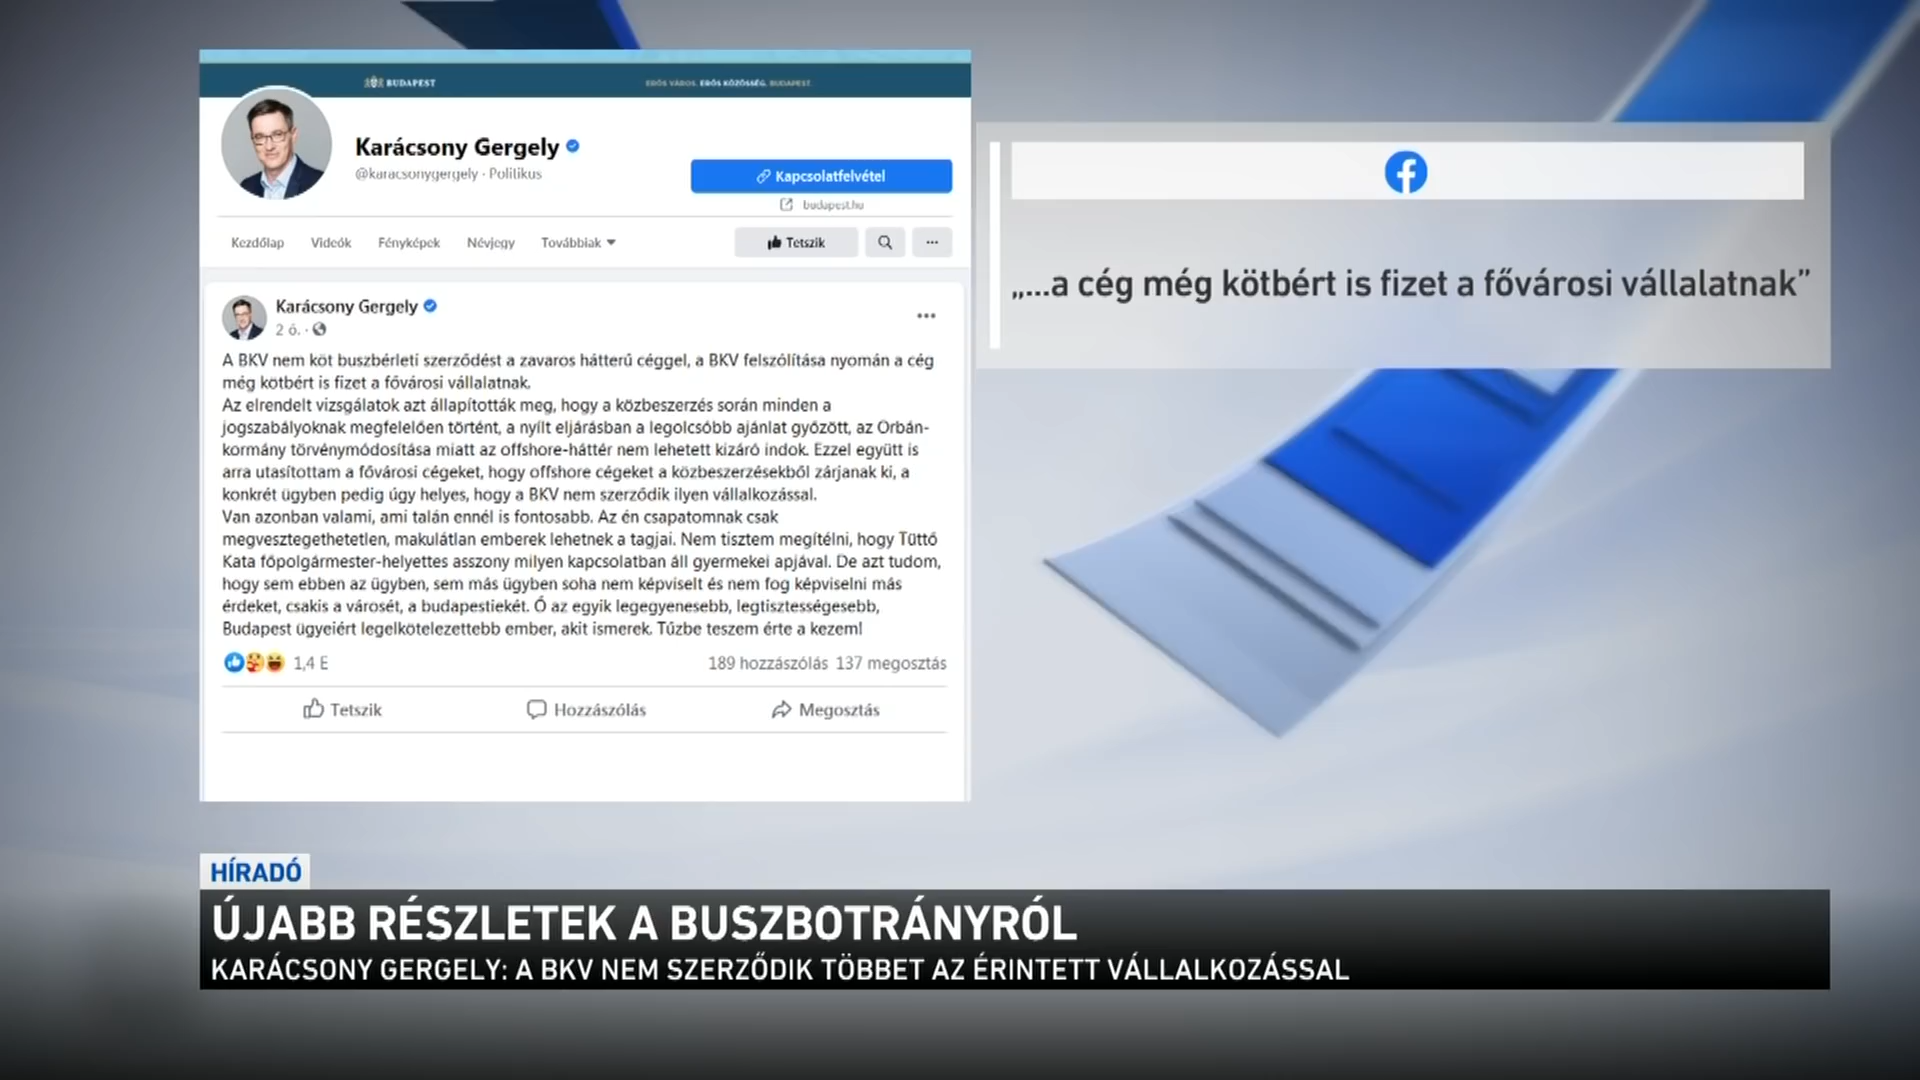 BUDAPEST
ERŐS VÁROS. ERŐS KÖZÖSSÉG. BUDAPEST.
Karácsony Gergely
@karacsonygergely · Politikus
Kapcsolatfelvétel
budapest.hu
Kezdőlap Videók Fényképek Névjegy Továbbiak
Tetszik
Karácsony Gergely
2 ó. ·
A BKV nem köt buszbérleti szerződést a zavaros hátterű céggel, a BKV felszólítása nyomán a cég
még kötbért is fizet a fővárosi vállalatnak.
Az elrendelt vizsgálatok azt állapították meg, hogy a közbeszerzés során minden a
jogszabályoknak megfelelően történt, a nyílt eljárásban a legolcsóbb ajánlat győzött, az Orbán-
kormány törvénymódosítása miatt az offshore-háttér nem lehetett kizáró indok. Ezzel együtt is
arra utasítottam a fővárosi cégeket, hogy offshore cégeket a közbeszerzésekből zárjanak ki, a
konkrét ügyben pedig úgy helyes, hogy a BKV nem szerződik ilyen vállalkozással.
Van azonban valami, ami talán ennél is fontosabb. Az én csapatomnak csak
megvesztegethetetlen, makulátlan emberek lehetnek a tagjai. Nem tisztem megítélni, hogy Tüttő
Kata főpolgármester-helyettes asszony milyen kapcsolatban áll gyermekei apjával. De azt tudom,
hogy sem ebben az ügyben, sem más ügyben soha nem képviselt és nem fog képviselni más
érdeket, csakis a városét, a budapestiekét. Ő az egyik legegyenesebb, legtisztességesebb,
Budapest ügyeiért legelkötelezettebb ember, akit ismerek. Tűzbe teszem érte a kezem!
1,4 E
189 hozzászólás 137 megosztás
Tetszik Hozzászólás Megosztás
„...a cég még kötbért is fizet a fővárosi vállalatnak”
HÍRADÓ
ÚJABB RÉSZLETEK A BUSZBOTRÁNYRÓL
KARÁCSONY GERGELY: A BKV NEM SZERZŐDIK TÖBBET AZ ÉRINTETT VÁLLALKOZÁSSAL